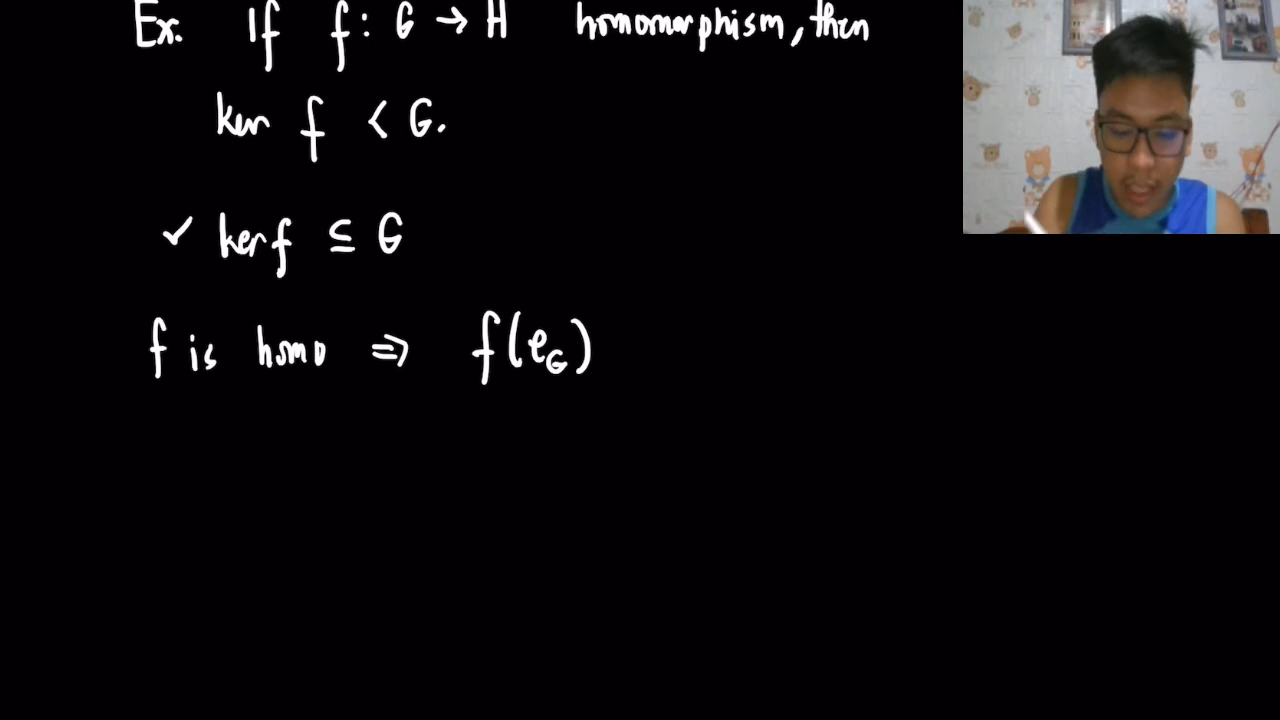 Ex. If f: G → H homomorphism, then
ker f < G.
✓ ker f ⊆ G
f is homo ⇒ f(e_G)